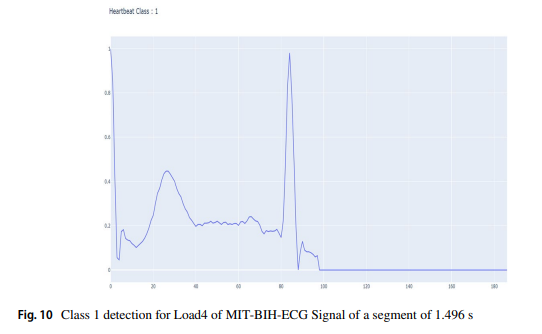 Heartbeat Class : 1
1
0.8
0.6
0.4
0.2
0
0 20 40 60 80 100 120 140 160 180
Fig. 10 Class 1 detection for Load4 of MIT-BIH-ECG Signal of a segment of 1.496 s